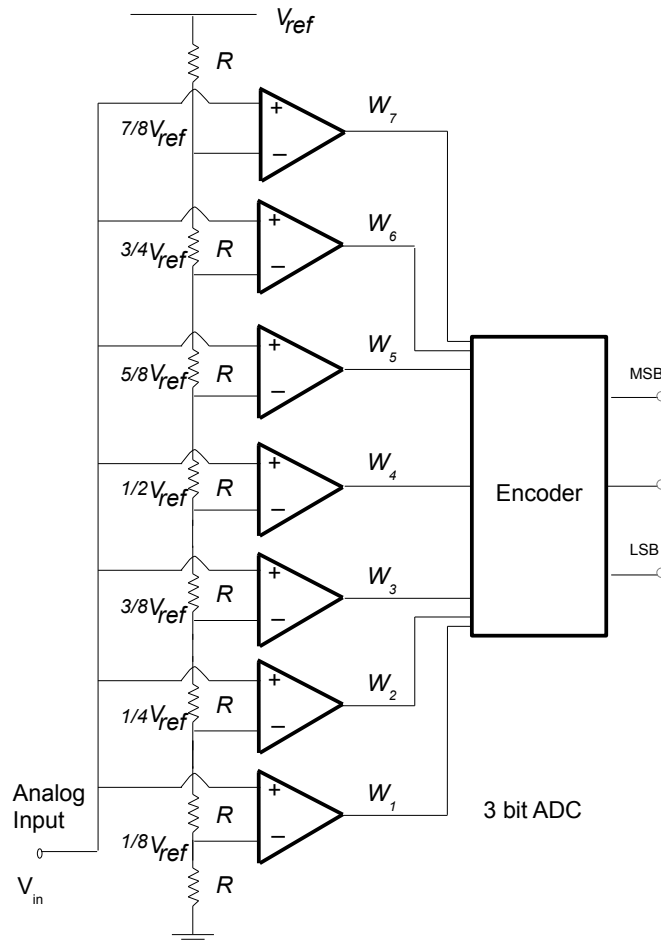 Vref
R
+
W7
7/8Vref
−
+
W6
3/4Vref
R
−
+
W5
5/8Vref
R
−
MSB
+
W4
1/2Vref
R
−
Encoder
LSB
+
W3
3/8Vref
R
−
+
W2
1/4Vref
R
−
Analog
Input
+
W1
3 bit ADC
R
1/8Vref
−
Vin
R